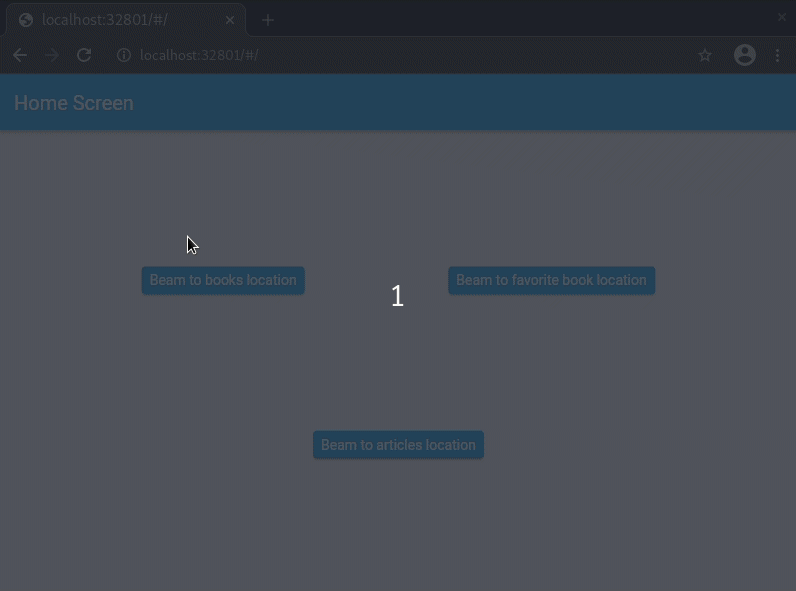 localhost:32801/#/
localhost:32801/#/
Home Screen
Beam to books location
Beam to favorite book location
1
Beam to articles location